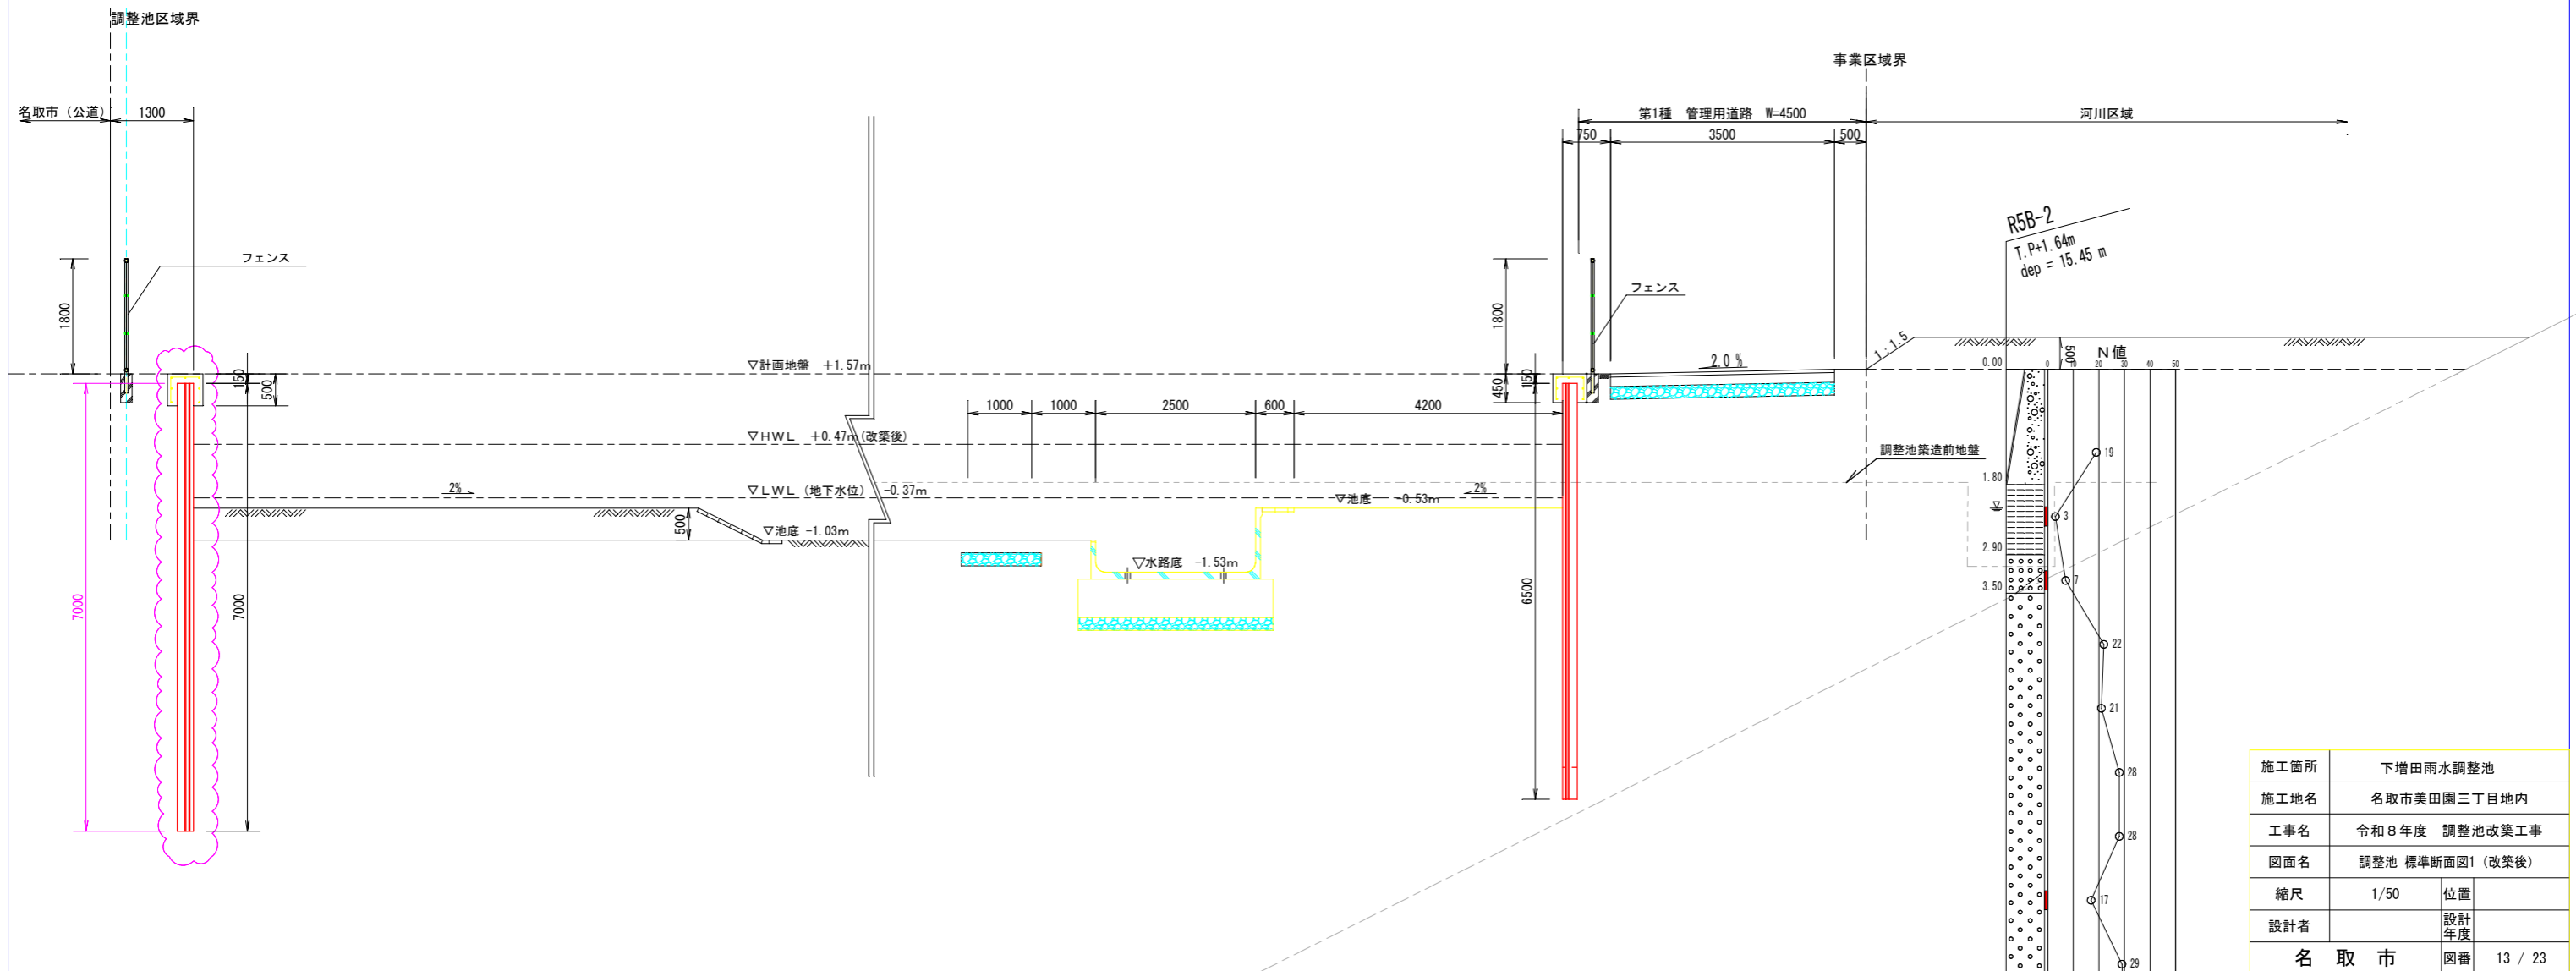 調整池区域界
事業区域界
名取市（公道）
1300
第1種　管理用道路　W=4500
河川区域
750
3500
500
R5B-2
T.P+1.64m
dep = 15.45 m
フェンス
1800
フェンス
1800
▽計画地盤　+1.57m
2.0 %
1:1.5
500
N値
0.00
0 10 20 30 40 50
150
500
450
150
1000
1000
2500
600
4200
▽HWL　+0.47m(改築後)
調整池築造前地盤
19
1.80
2%
▽LWL（地下水位）　-0.37m
2%
▽池底　-0.53m
3
500
▽池底 -1.03m
2.90
▽水路底　-1.53m
7
3.50
7000
7000
6500
22
21
28
28
17
29
施工箇所　下増田雨水調整池
施工地名　名取市美田園三丁目地内
工事名　令和８年度　調整池改築工事
図面名　調整池 標準断面図1（改築後）
縮尺　1/50　位置
設計者　設計年度
名　取　市　図番　13 / 23